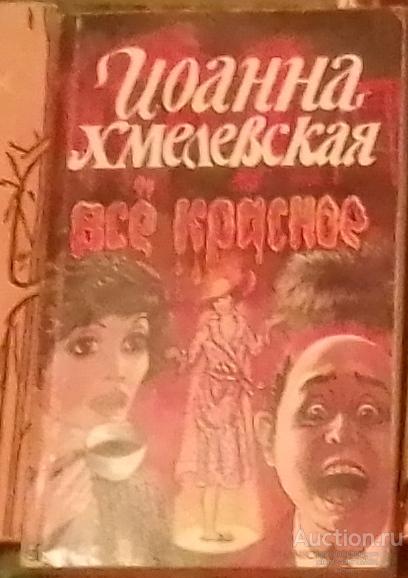 Иоанна
Хмелевская
всё красное
Auction.ru